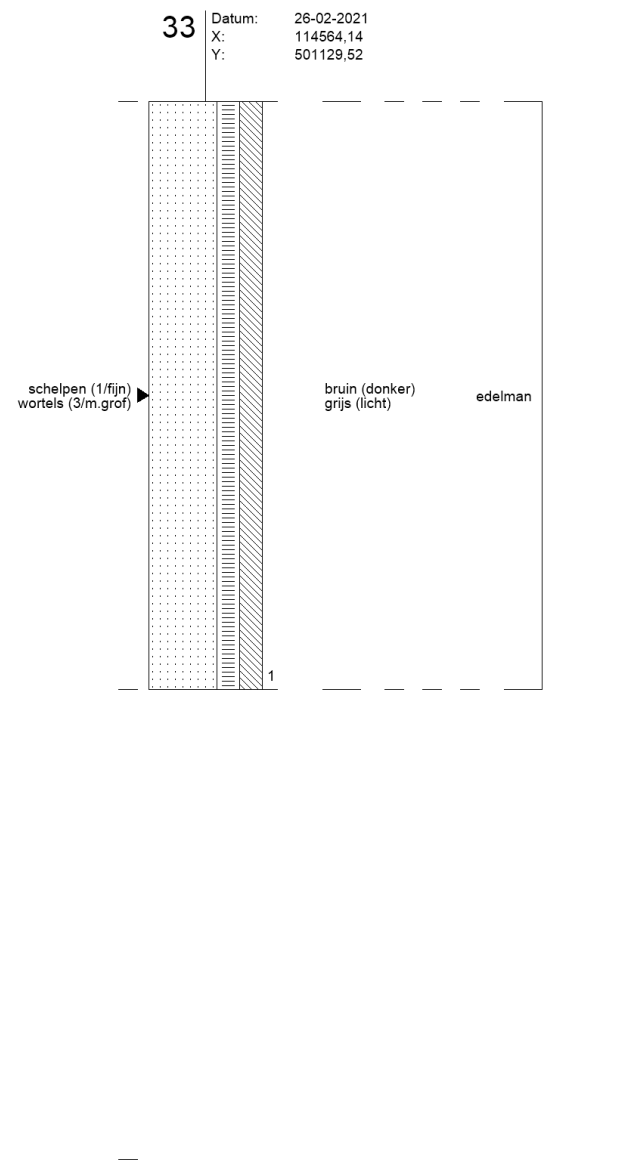 33
Datum: 26-02-2021
X: 114564,14
Y: 501129,52
schelpen (1/fijn)
wortels (3/m.grof)
bruin (donker)
grijs (licht)
edelman
1